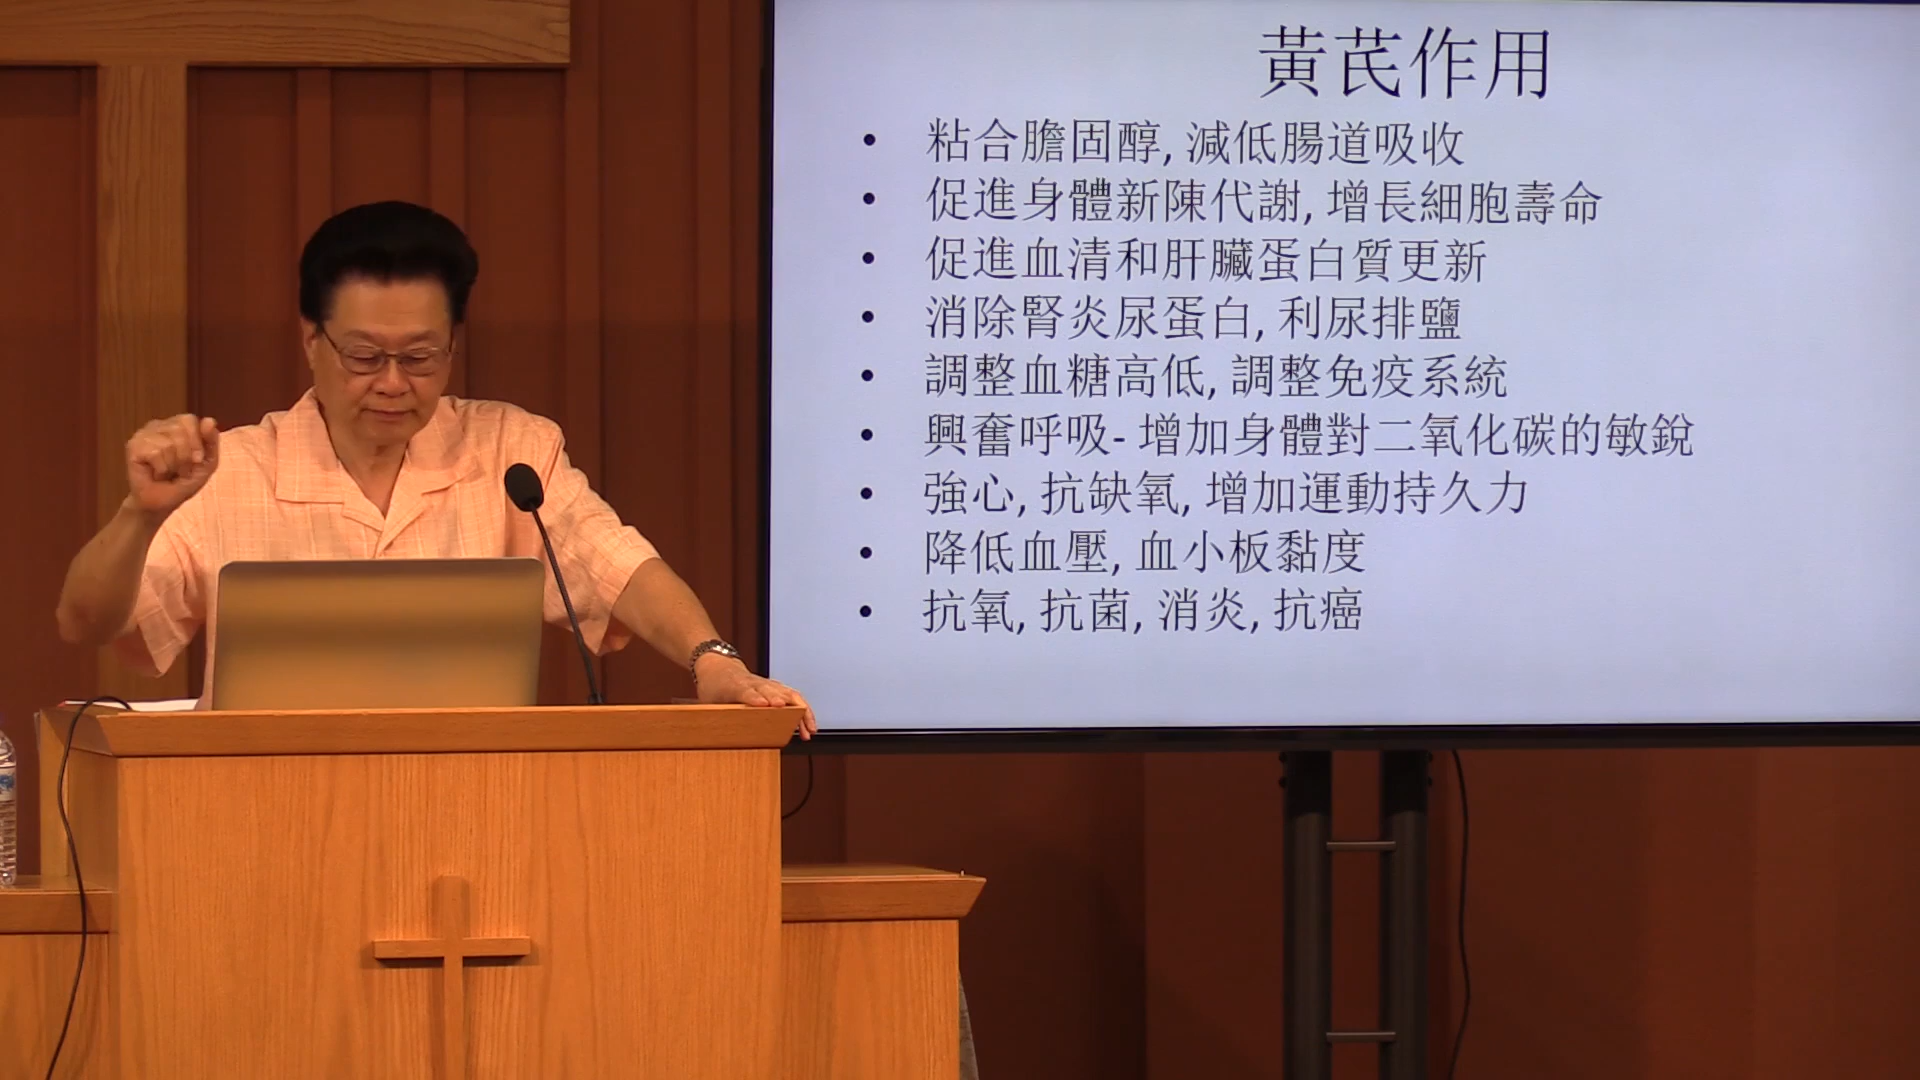 黃芪作用
• 粘合膽固醇, 減低腸道吸收
• 促進身體新陳代謝, 增長細胞壽命
• 促進血清和肝臟蛋白質更新
• 消除腎炎尿蛋白, 利尿排鹽
• 調整血糖高低, 調整免疫系統
• 興奮呼吸- 增加身體對二氧化碳的敏銳
• 強心, 抗缺氧, 增加運動持久力
• 降低血壓, 血小板黏度
• 抗氧, 抗菌, 消炎, 抗癌